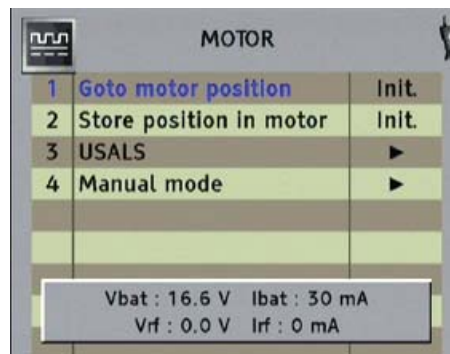 MOTOR
1 Goto motor position Init.
2 Store position in motor Init.
3 USALS ►
4 Manual mode ►
Vbat : 16.6 V Ibat : 30 mA
Vrf : 0.0 V Irf : 0 mA